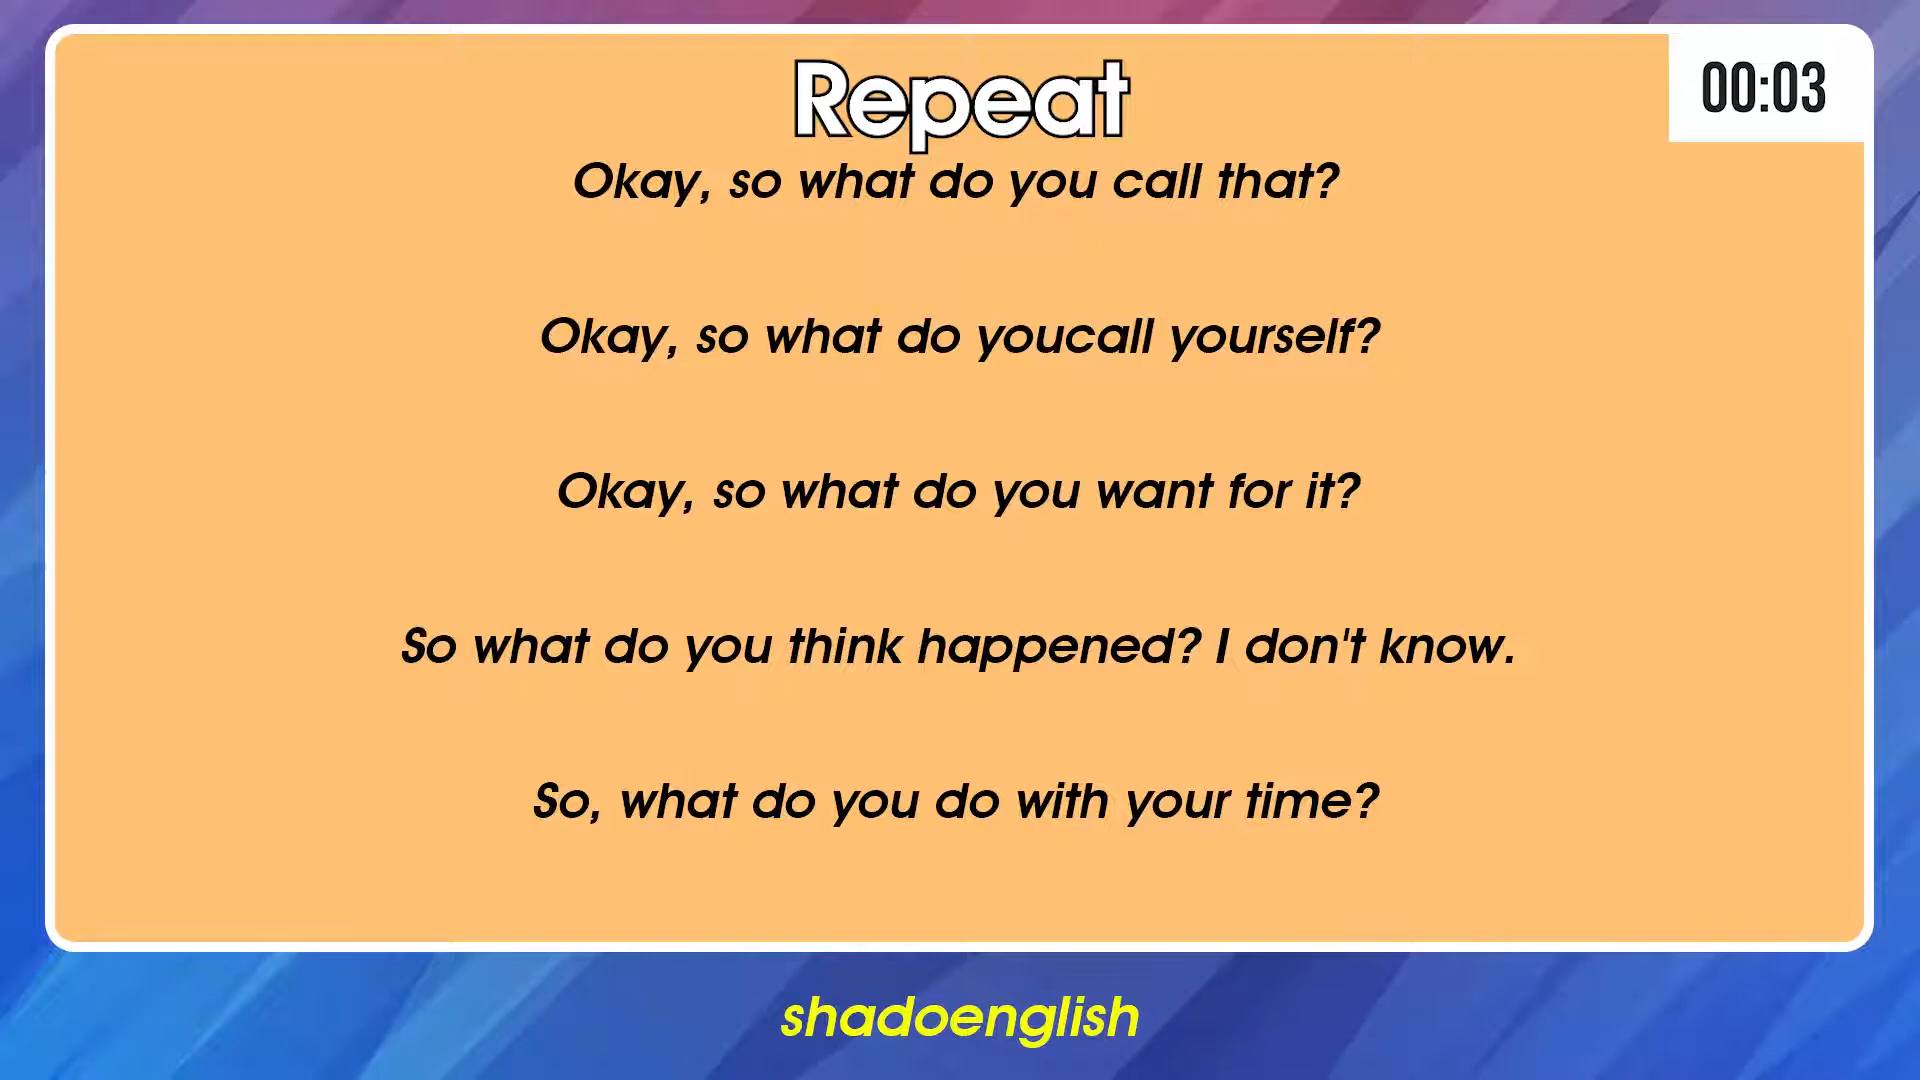 Repeat
00:03
Okay, so what do you call that?
Okay, so what do youcall yourself?
Okay, so what do you want for it?
So what do you think happened? I don't know.
So, what do you do with your time?
shadoenglish